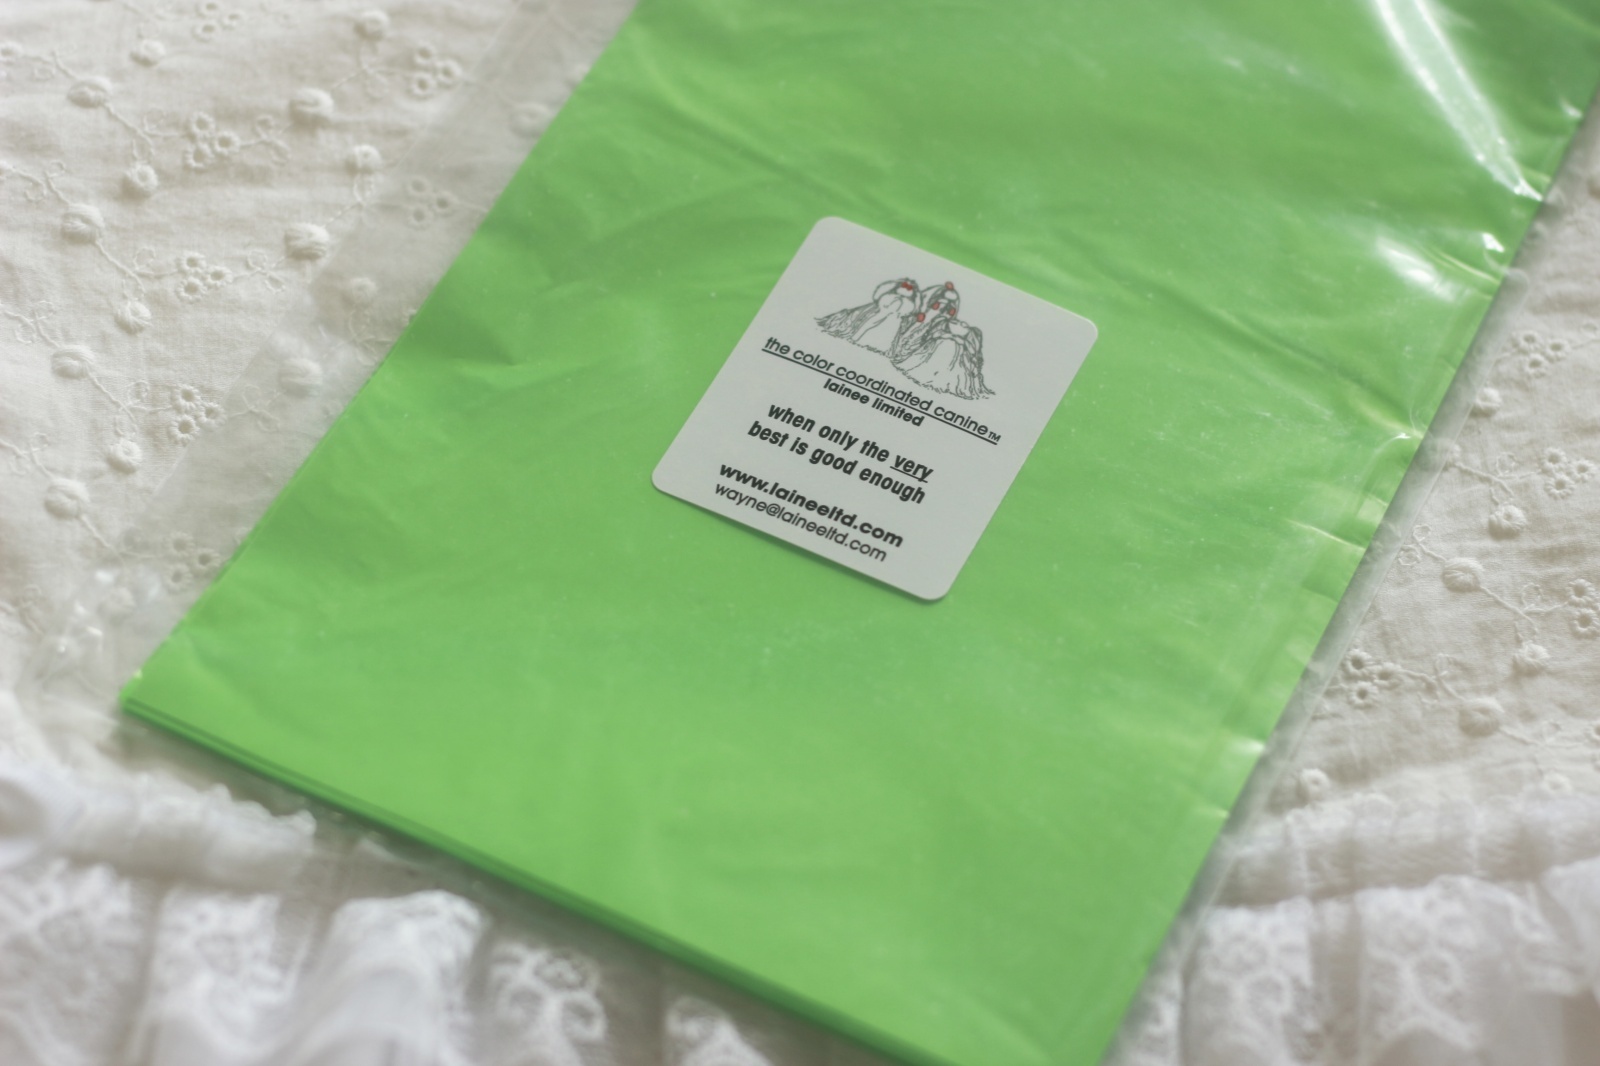 the color coordinated canine™
lainee limited
when only the very
best is good enough
www.laineeltd.com
wayne@laineeltd.com